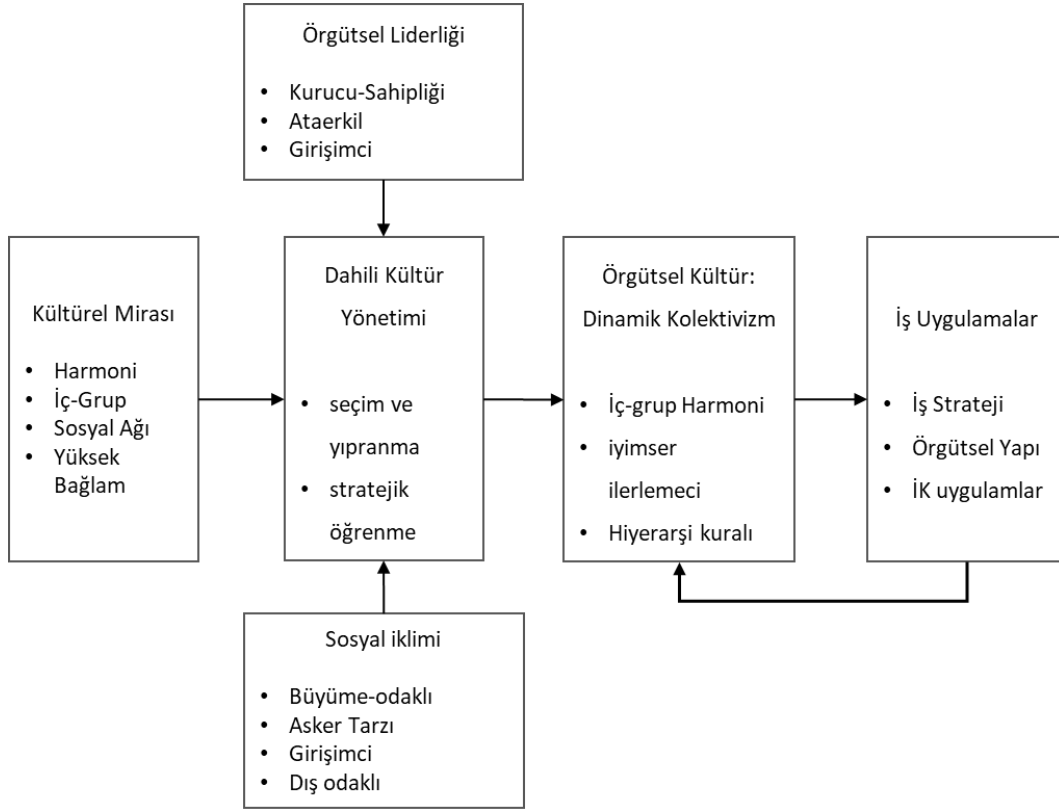 Örgütsel Liderliği
• Kurucu-Sahipliği
• Ataerkil
• Girişimci
Kültürel Mirası
• Harmoni
• İç-Grup
• Sosyal Ağı
• Yüksek
Bağlam
Dahili Kültür
Yönetimi
• seçim ve
yıpranma
• stratejik
öğrenme
Örgütsel Kültür:
Dinamik Kolektivizm
• İç-grup Harmoni
• iyimser
ilerlemeci
• Hiyerarşi kuralı
İş Uygulamalar
• İş Strateji
• Örgütsel Yapı
• İK uygulamlar
Sosyal iklimi
• Büyüme-odaklı
• Asker Tarzı
• Girişimci
• Dış odaklı